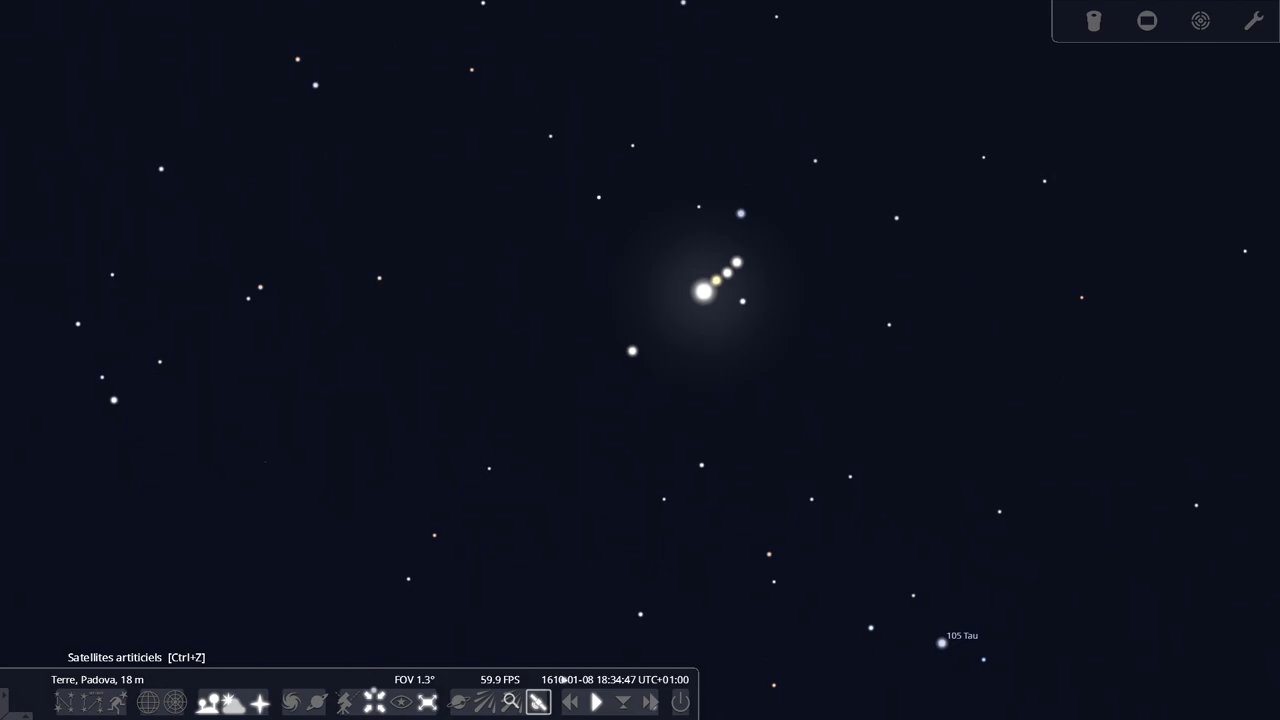 105 Tau
Satellites artificiels [Ctrl+Z]
Terre, Padova, 18 m FOV 1.3° 59.9 FPS 1610-01-08 18:34:47 UTC+01:00